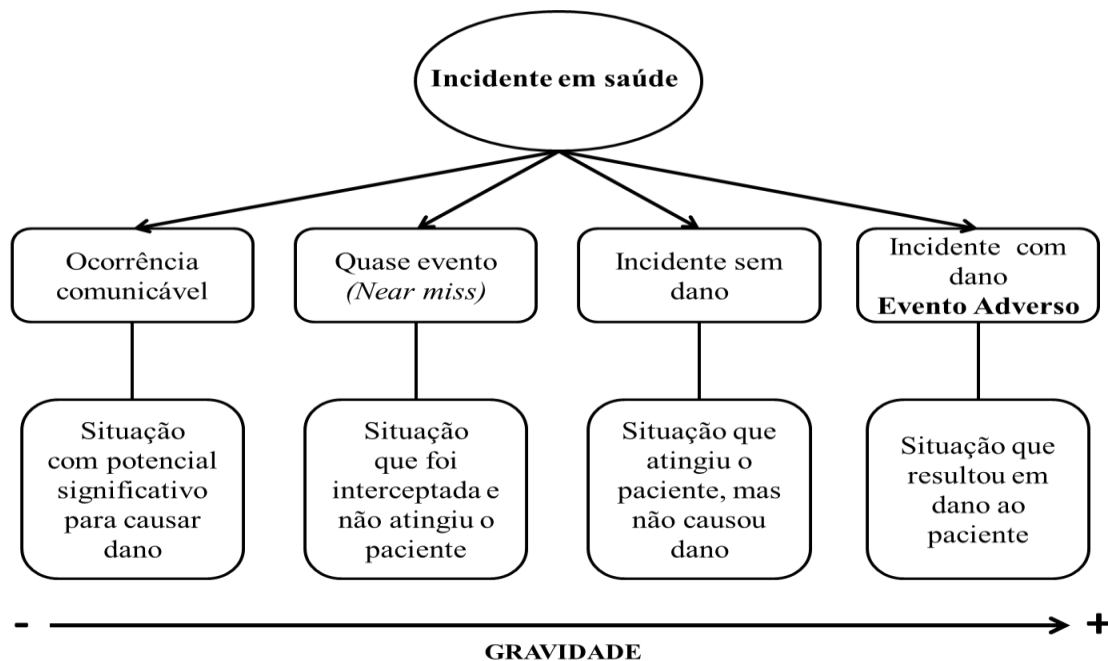 Incidente em saúde
Ocorrência
comunicável
Quase evento
(Near miss)
Incidente sem
dano
Incidente com
dano
Evento Adverso
Situação
com potencial
significativo
para causar
dano
Situação
que foi
interceptada e
não atingiu o
paciente
Situação que
atingiu o
paciente, mas
não causou
dano
Situação que
resultou em
dano ao
paciente
- +
GRAVIDADE